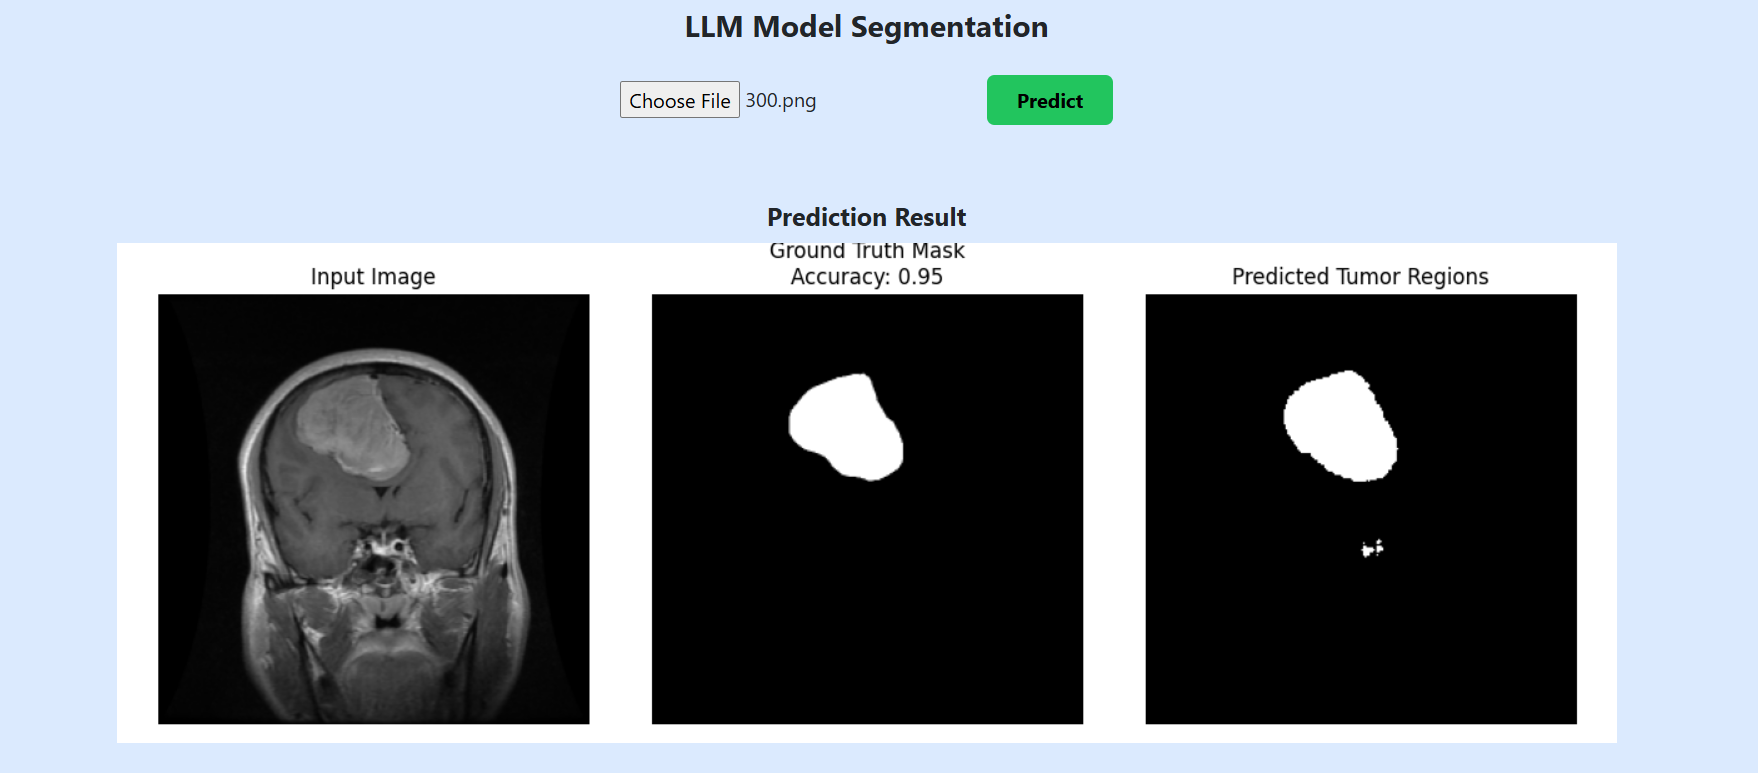 LLM Model Segmentation
Choose File 300.png
Predict
Prediction Result
Input Image
Ground Truth Mask
Accuracy: 0.95
Predicted Tumor Regions